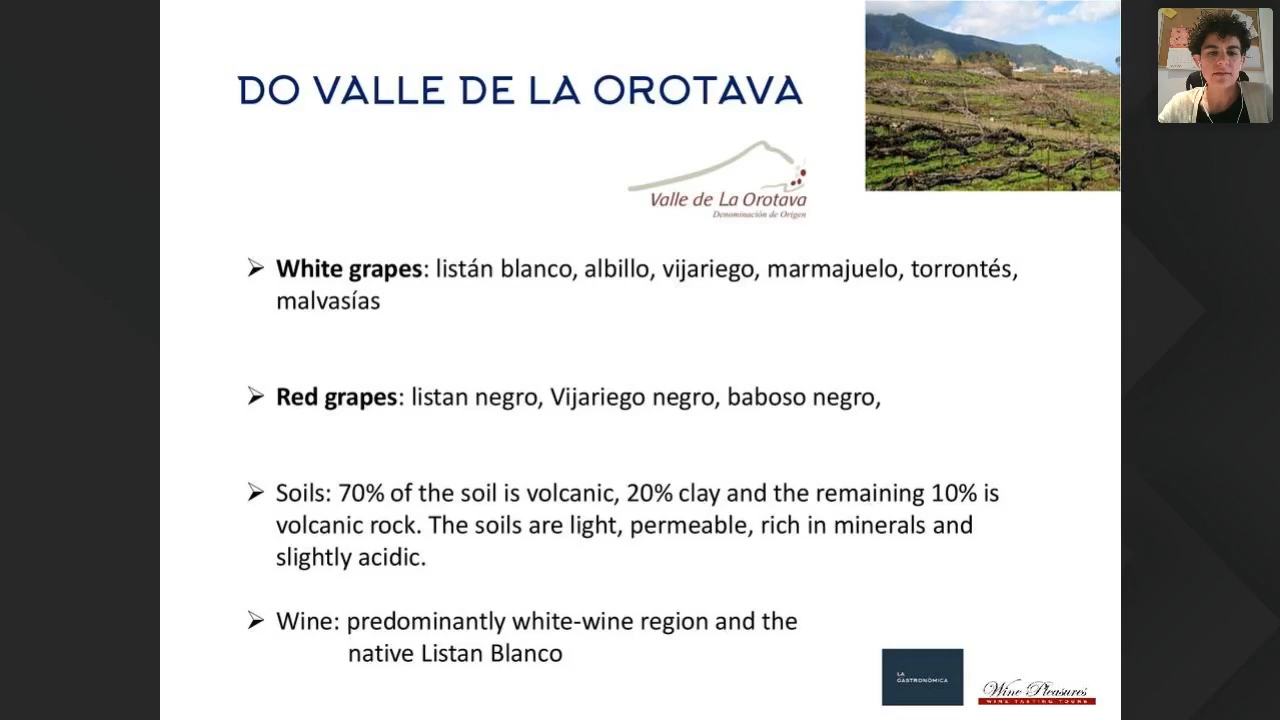 DO VALLE DE LA OROTAVA
Valle de La Orotava
Denominación de Origen
➢ White grapes: listán blanco, albillo, vijariego, marmajuelo, torrontés,
malvasías
➢ Red grapes: listan negro, Vijariego negro, baboso negro,
➢ Soils: 70% of the soil is volcanic, 20% clay and the remaining 10% is
volcanic rock. The soils are light, permeable, rich in minerals and
slightly acidic.
➢ Wine: predominantly white-wine region and the
native Listan Blanco
LA
GASTRONÓMICA
Wine Pleasures
WINE TASTING TOURS